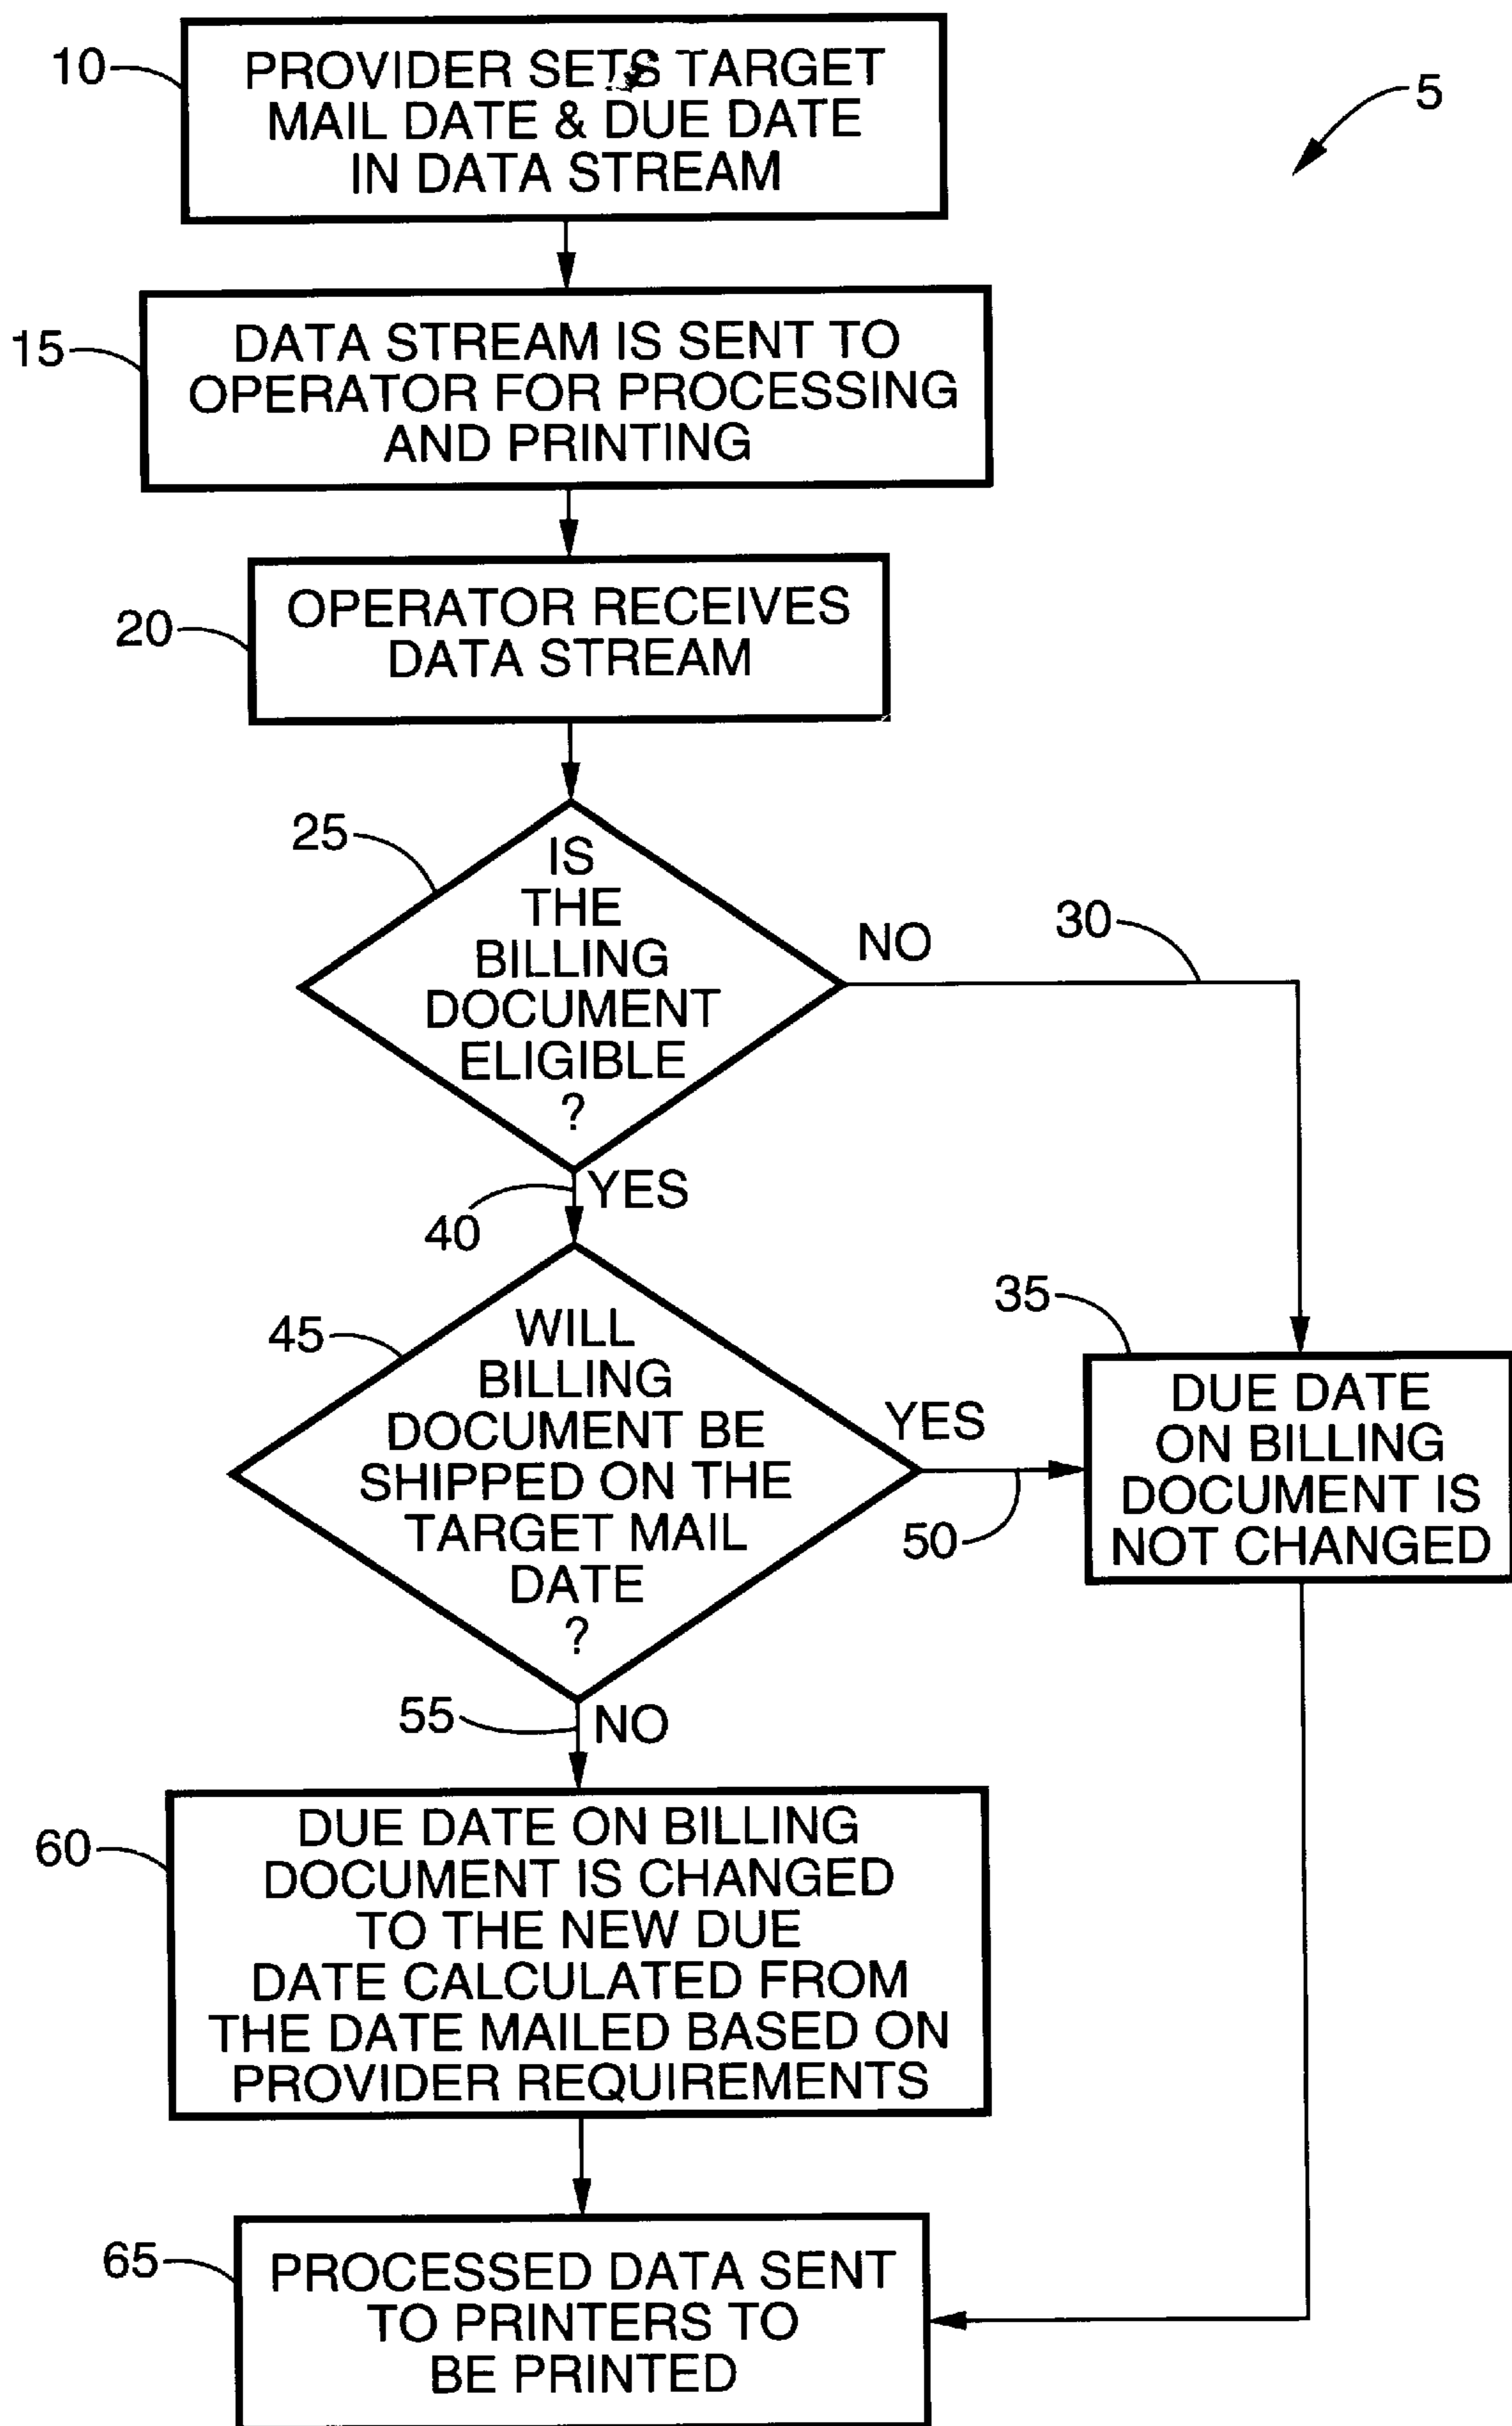 10
PROVIDER SETS TARGET
MAIL DATE & DUE DATE
IN DATA STREAM
5
15
DATA STREAM IS SENT TO
OPERATOR FOR PROCESSING
AND PRINTING
20
OPERATOR RECEIVES
DATA STREAM
25
IS
THE
BILLING
DOCUMENT
ELIGIBLE
?
NO
30
YES
40
45
WILL
BILLING
DOCUMENT BE
SHIPPED ON THE
TARGET MAIL
DATE
?
YES
50
35
DUE DATE
ON BILLING
DOCUMENT IS
NOT CHANGED
55
NO
60
DUE DATE ON BILLING
DOCUMENT IS CHANGED
TO THE NEW DUE
DATE CALCULATED FROM
THE DATE MAILED BASED ON
PROVIDER REQUIREMENTS
65
PROCESSED DATA SENT
TO PRINTERS TO
BE PRINTED